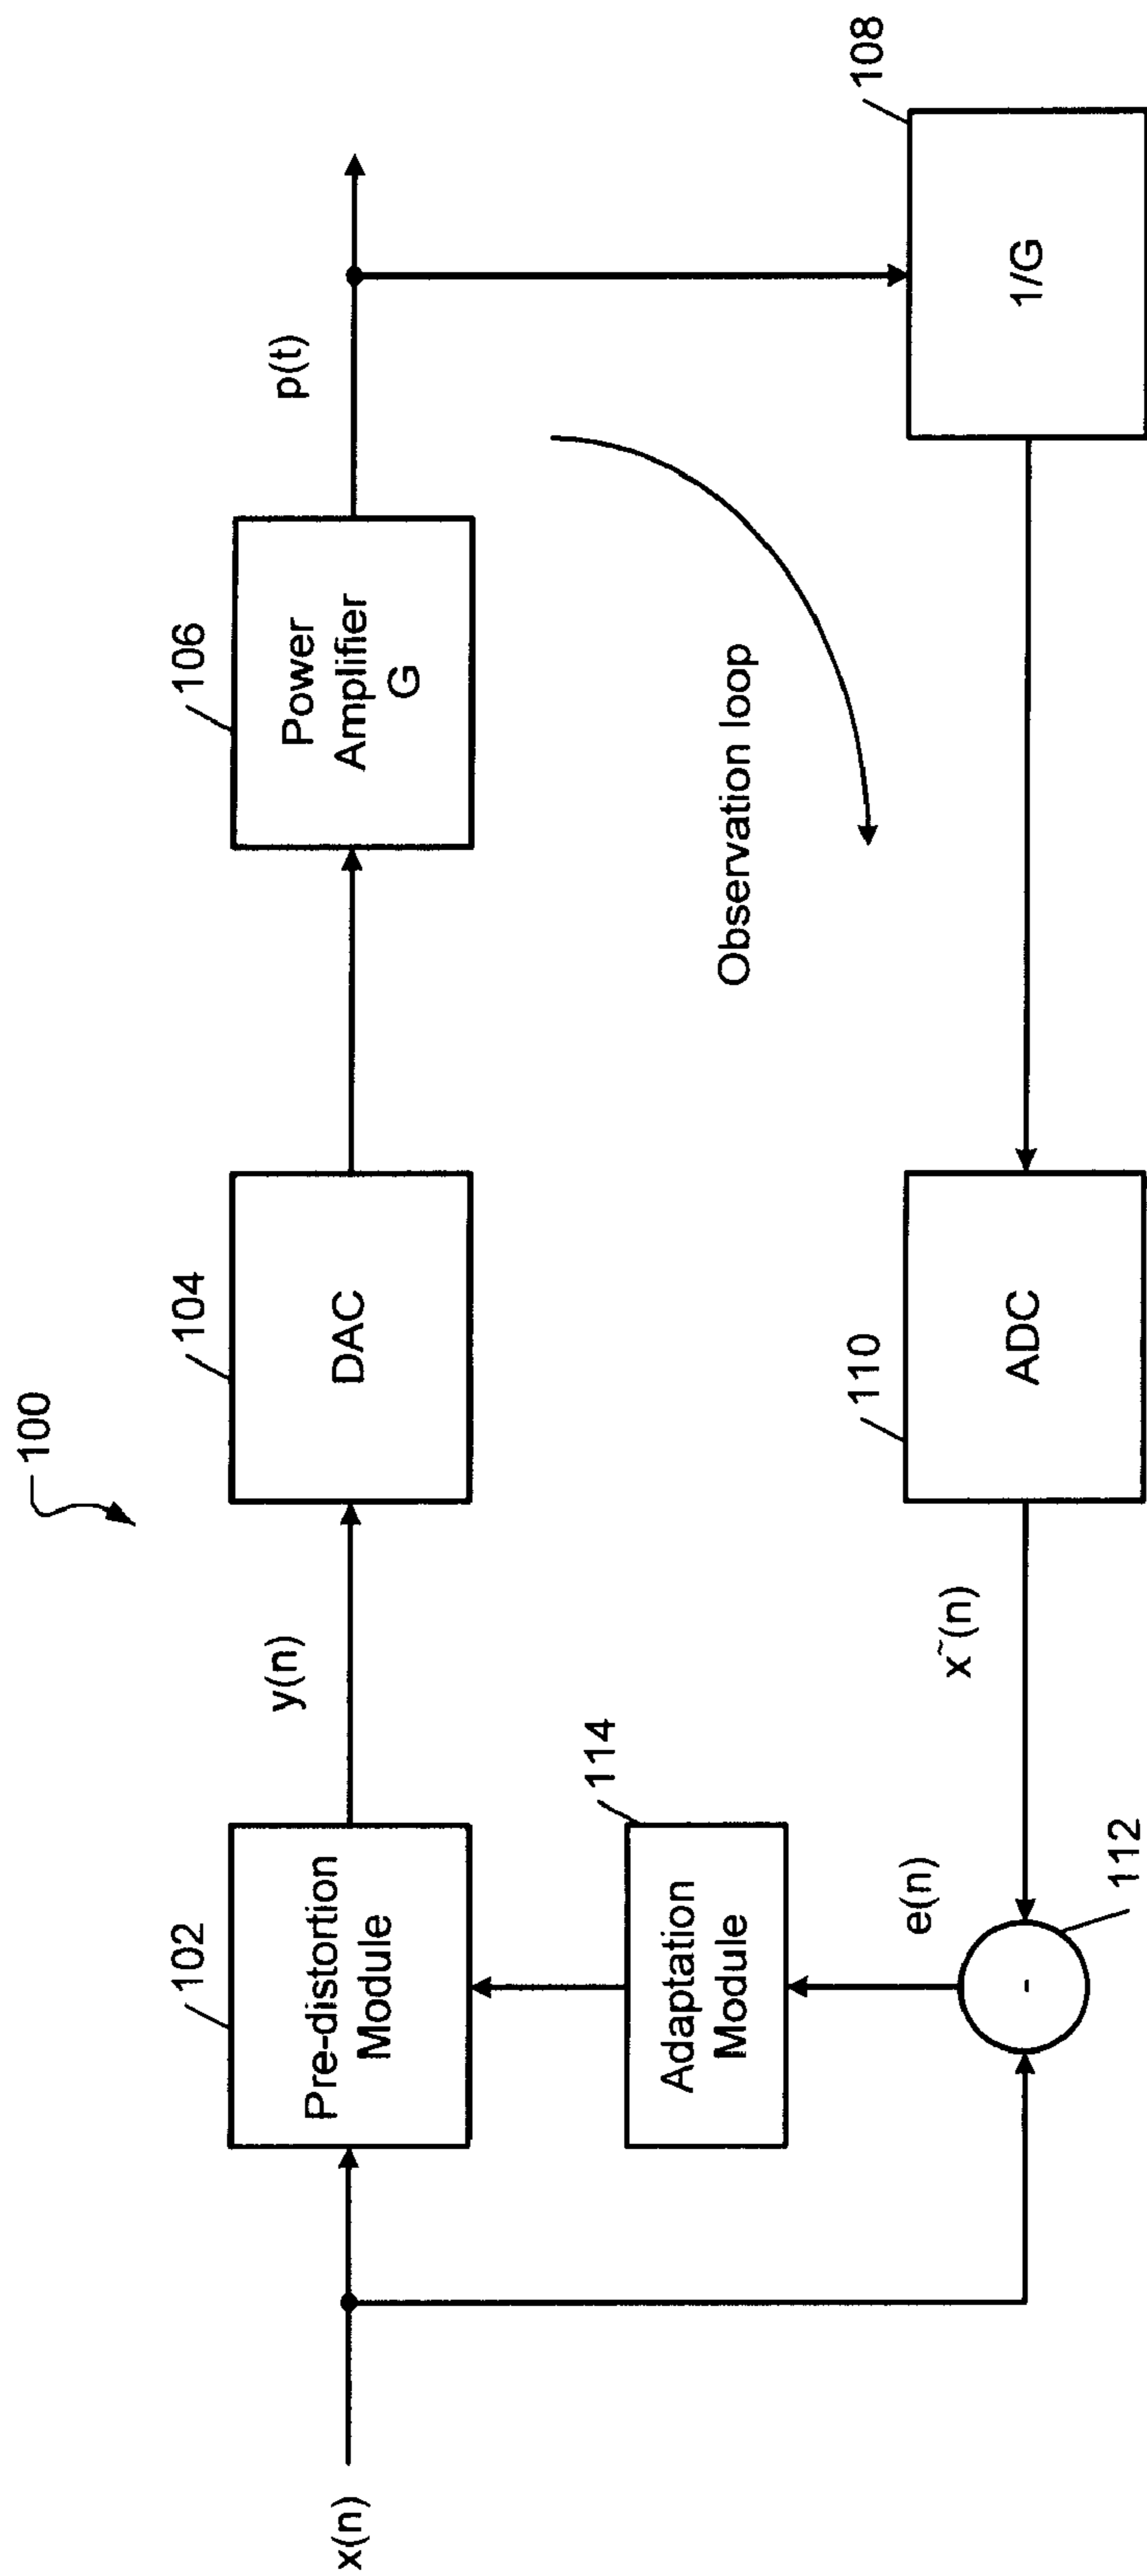 100
102
104
106
x(n)
Pre-distortion
Module
y(n)
DAC
Power
Amplifier
G
p(t)
114
Adaptation
Module
Observation loop
e(n)
x̃(n)
110
108
-
ADC
1/G
112